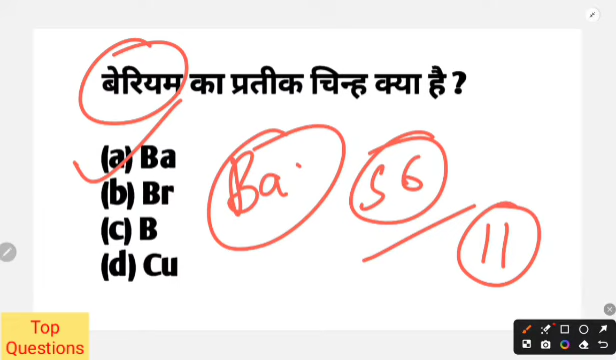 बेरियम का प्रतीक चिन्ह क्या है ?
(a) Ba
(b) Br
(c) B
(d) Cu
Ba
56
11
Top
Questions